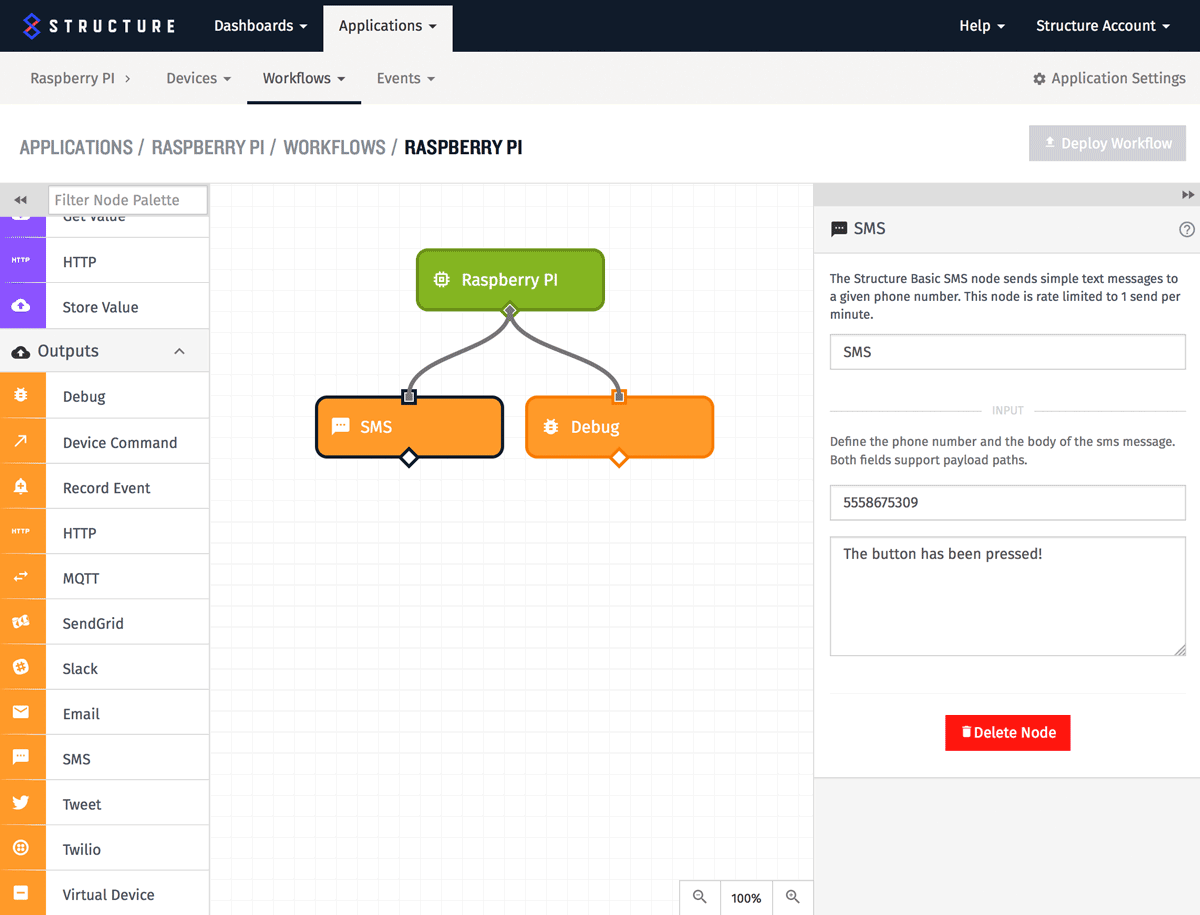 STRUCTURE
Dashboards
Applications
Help
Structure Account
Raspberry PI
Devices
Workflows
Events
Application Settings
APPLICATIONS / RASPBERRY PI / WORKFLOWS / RASPBERRY PI
Deploy Workflow
Filter Node Palette
Get Value
HTTP
HTTP
Store Value
Outputs
Debug
Device Command
Record Event
HTTP
HTTP
MQTT
SendGrid
Slack
Email
SMS
Tweet
Twilio
Virtual Device
Raspberry PI
SMS
Debug
100%
SMS
The Structure Basic SMS node sends simple text messages to
a given phone number. This node is rate limited to 1 send per
minute.
SMS
INPUT
Define the phone number and the body of the sms message.
Both fields support payload paths.
5558675309
The button has been pressed!
Delete Node